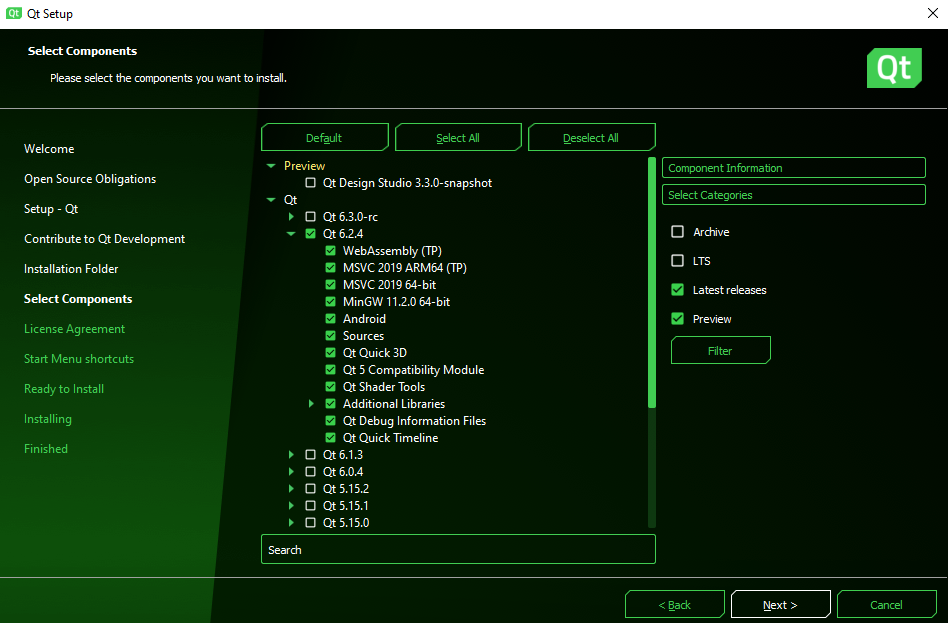 Qt Qt Setup
Select Components
Please select the components you want to install.
Qt
Welcome
Open Source Obligations
Setup - Qt
Contribute to Qt Development
Installation Folder
Select Components
License Agreement
Start Menu shortcuts
Ready to Install
Installing
Finished
Default Select All Deselect All
Preview
Qt Design Studio 3.3.0-snapshot
Qt
Qt 6.3.0-rc
Qt 6.2.4
WebAssembly (TP)
MSVC 2019 ARM64 (TP)
MSVC 2019 64-bit
MinGW 11.2.0 64-bit
Android
Sources
Qt Quick 3D
Qt 5 Compatibility Module
Qt Shader Tools
Additional Libraries
Qt Debug Information Files
Qt Quick Timeline
Qt 6.1.3
Qt 6.0.4
Qt 5.15.2
Qt 5.15.1
Qt 5.15.0
Search
Component Information
Select Categories
Archive
LTS
Latest releases
Preview
Filter
< Back Next > Cancel